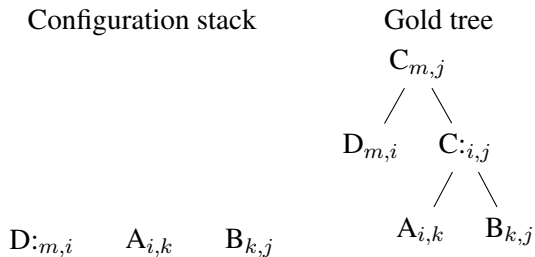 Configuration stack Gold tree
C_{m,j}
D_{m,i} C:_{i,j}
D:_{m,i} A_{i,k} B_{k,j} A_{i,k} B_{k,j}